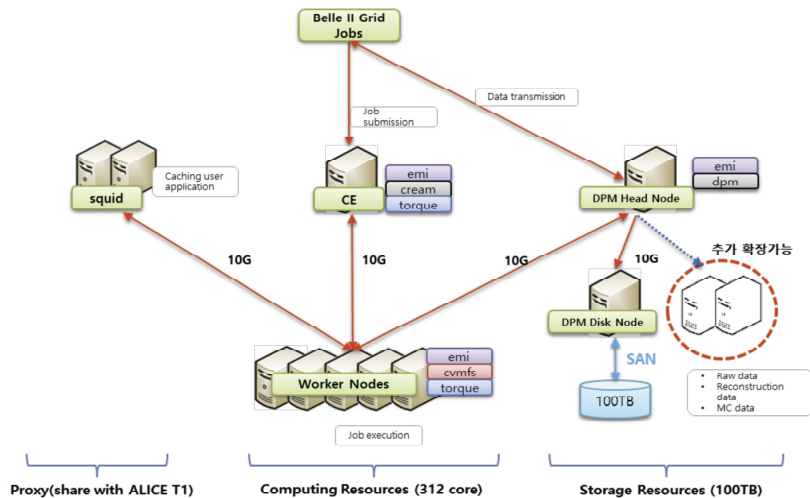 Belle II Grid
Jobs
Data transmission
Job
submission
Caching user
application
squid
CE
emi
cream
torque
emi
dpm
DPM Head Node
10G
10G
10G
10G
추가 확장가능
DPM Disk Node
SAN
100TB
Worker Nodes
emi
cvmfs
torque
Job execution
• Raw data
• Reconstruction
data
• MC data
Proxy(share with ALICE T1)
Computing Resources (312 core)
Storage Resources (100TB)